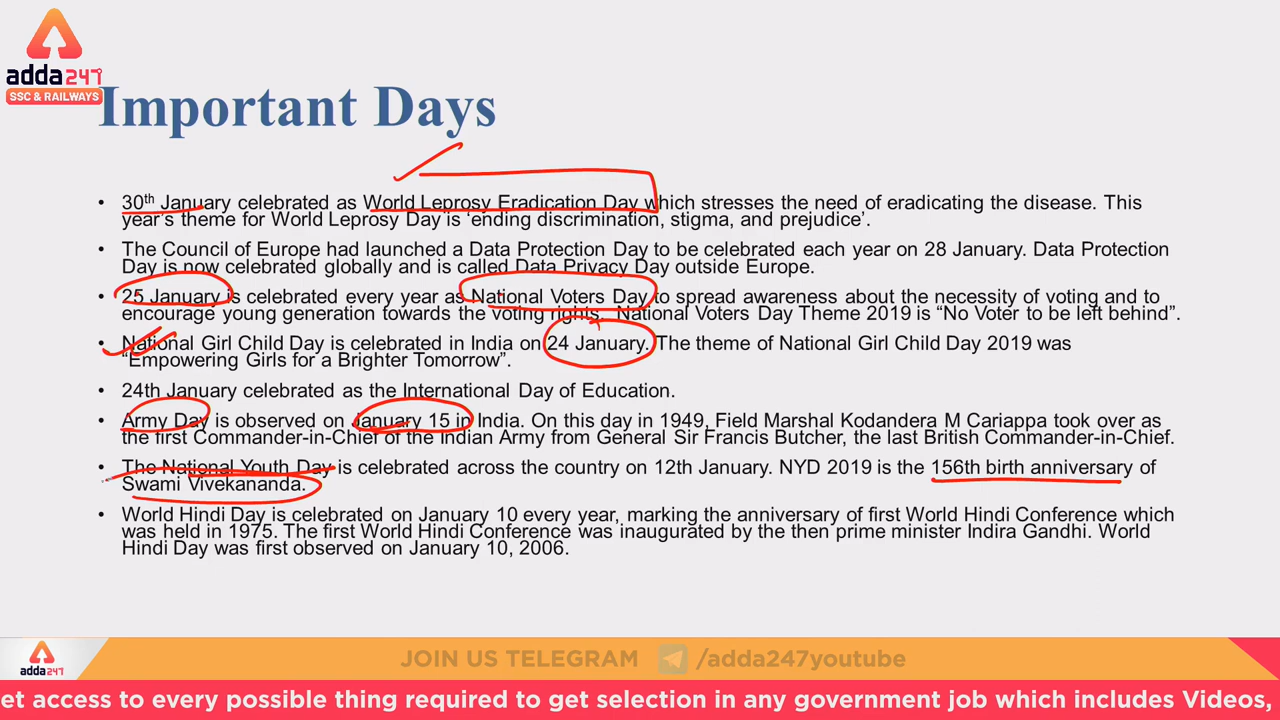 adda247
SSC & RAILWAYS
Important Days
• 30th January celebrated as World Leprosy Eradication Day which stresses the need of eradicating the disease. This
year's theme for World Leprosy Day is 'ending discrimination, stigma, and prejudice'.
• The Council of Europe had launched a Data Protection Day to be celebrated each year on 28 January. Data Protection
Day is now celebrated globally and is called Data Privacy Day outside Europe.
• 25 January is celebrated every year as National Voters Day to spread awareness about the necessity of voting and to
encourage young generation towards the voting rights. National Voters Day Theme 2019 is “No Voter to be left behind”.
• National Girl Child Day is celebrated in India on 24 January. The theme of National Girl Child Day 2019 was
“Empowering Girls for a Brighter Tomorrow”.
• 24th January celebrated as the International Day of Education.
• Army Day is observed on January 15 in India. On this day in 1949, Field Marshal Kodandera M Cariappa took over as
the first Commander-in-Chief of the Indian Army from General Sir Francis Butcher, the last British Commander-in-Chief.
• The National Youth Day is celebrated across the country on 12th January. NYD 2019 is the 156th birth anniversary of
Swami Vivekananda.
• World Hindi Day is celebrated on January 10 every year, marking the anniversary of first World Hindi Conference which
was held in 1975. The first World Hindi Conference was inaugurated by the then prime minister Indira Gandhi. World
Hindi Day was first observed on January 10, 2006.
adda247
JOIN US TELEGRAM /adda247youtube
et access to every possible thing required to get selection in any government job which includes Videos,